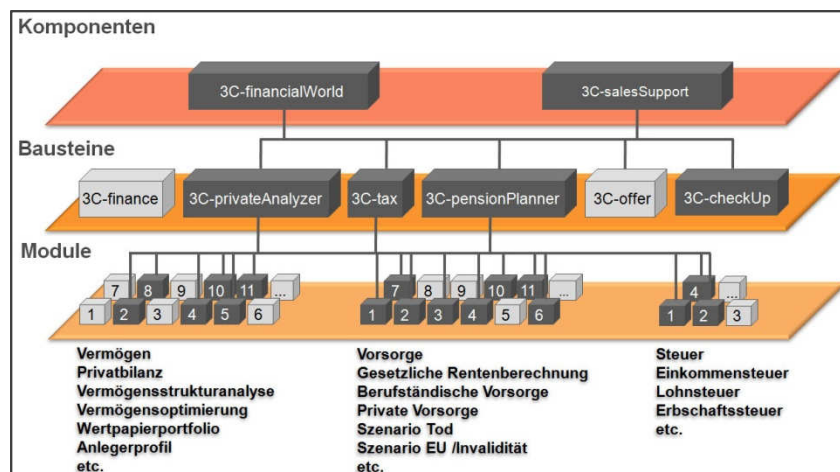 Komponenten
3C-financialWorld 3C-salesSupport
Bausteine
3C-finance 3C-privateAnalyzer 3C-tax 3C-pensionPlanner 3C-offer 3C-checkUp
Module
7 8 9 10 11 ... 7 8 9 10 11 ... 4 ...
1 2 3 4 5 6 1 2 3 4 5 6 1 2 3
Vermögen
Privatbilanz
Vermögensstrukturanalyse
Vermögensoptimierung
Wertpapierportfolio
Anlegerprofil
etc.
Vorsorge
Gesetzliche Rentenberechnung
Berufständische Vorsorge
Private Vorsorge
Szenario Tod
Szenario EU /Invalidität
etc.
Steuer
Einkommensteuer
Lohnsteuer
Erbschaftssteuer
etc.